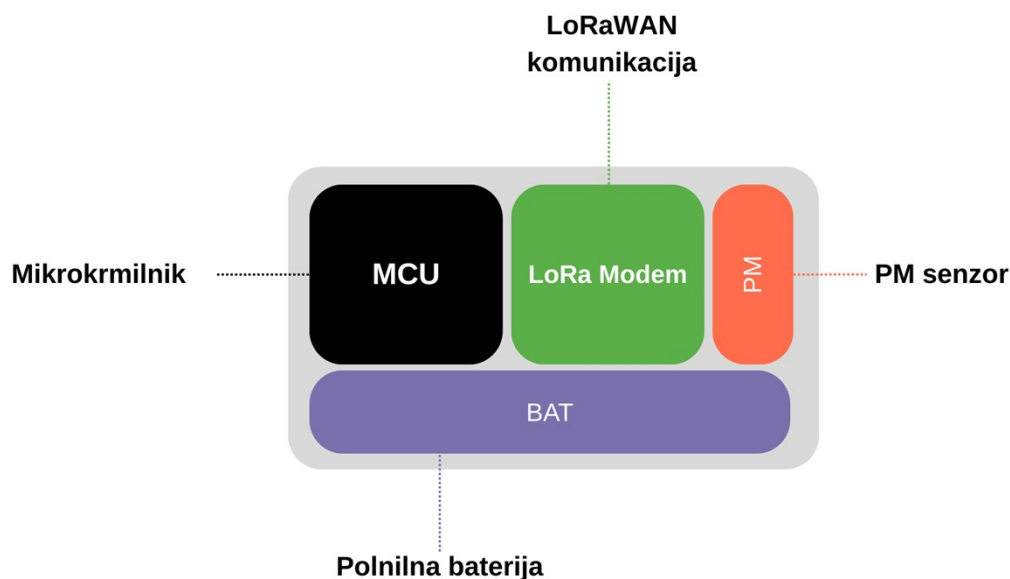 LoRaWAN
komunikacija
Mikrokrmilnik
MCU
LoRa Modem
PM
PM senzor
BAT
Polnilna baterija